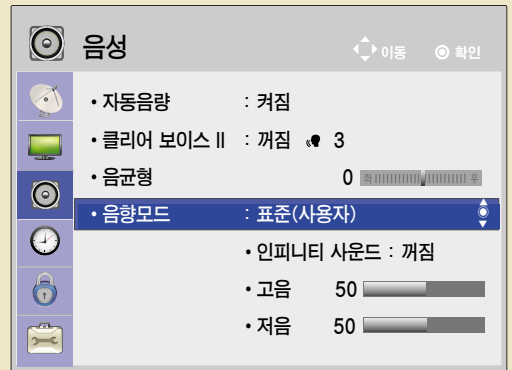 음성 이동 확인
• 자동음량 : 켜짐
• 클리어 보이스 II : 꺼짐 3
• 음균형 0 좌 우
• 음향모드 : 표준(사용자)
• 인피니티 사운드 : 꺼짐
• 고음 50
• 저음 50